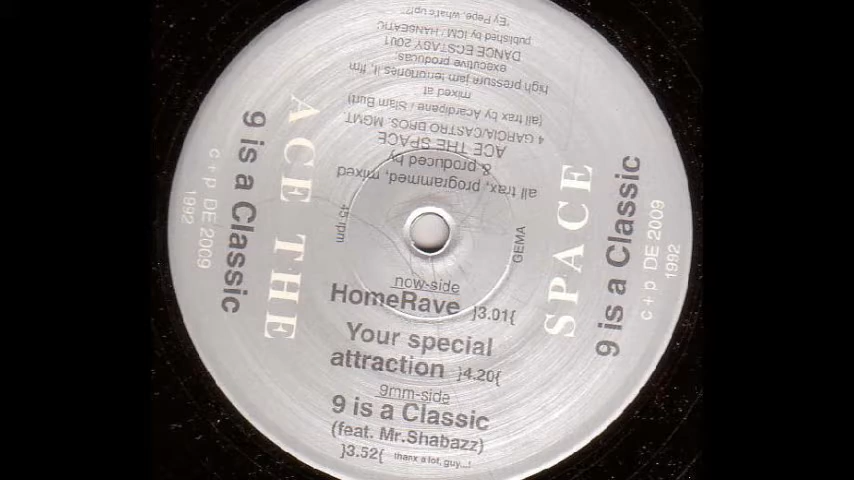 ACE THE
SPACE
9 is a Classic
c + p DE 2009
1992
9 is a Classic
c + p DE 2009
1992
45 rpm
GEMA
now-side
HomeRave }3.01{
Your special
attraction }4.20{
9mm-side
9 is a Classic
(feat. Mr.Shabazz)
}3.52{ thanx a lot, guy...!
all trax, programmed, mixed
& produced by
ACE THE SPACE
4 GARCIA/CASTRO BROS. MGMT.
(all trax by Acardipane / Slam Burt)
mixed at
high pressure jam territories II, ffm
executive producas:
DANCE ECSTASY 2001
published by ICM / HANSEATIC
"Ey Pepe, what's up!?"